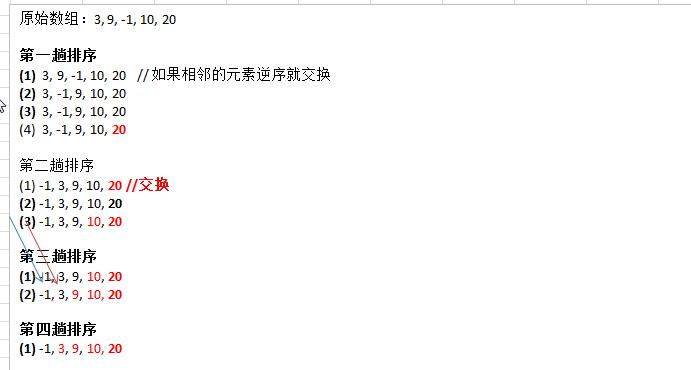 原始数组：3, 9, -1, 10, 20
第一趟排序
(1) 3, 9, -1, 10, 20 //如果相邻的元素逆序就交换
(2) 3, -1, 9, 10, 20
(3) 3, -1, 9, 10, 20
(4) 3, -1, 9, 10, 20
第二趟排序
(1) -1, 3, 9, 10, 20 //交换
(2) -1, 3, 9, 10, 20
(3) -1, 3, 9, 10, 20
第三趟排序
(1) -1, 3, 9, 10, 20
(2) -1, 3, 9, 10, 20
第四趟排序
(1) -1, 3, 9, 10, 20